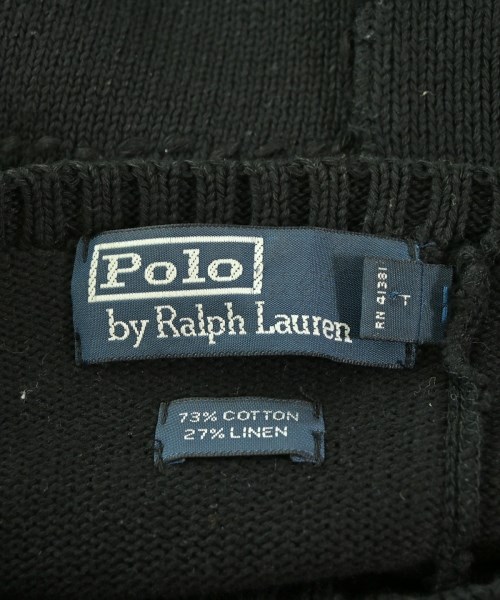 Polo
by Ralph Lauren
RN 41381
73% COTTON
27% LINEN